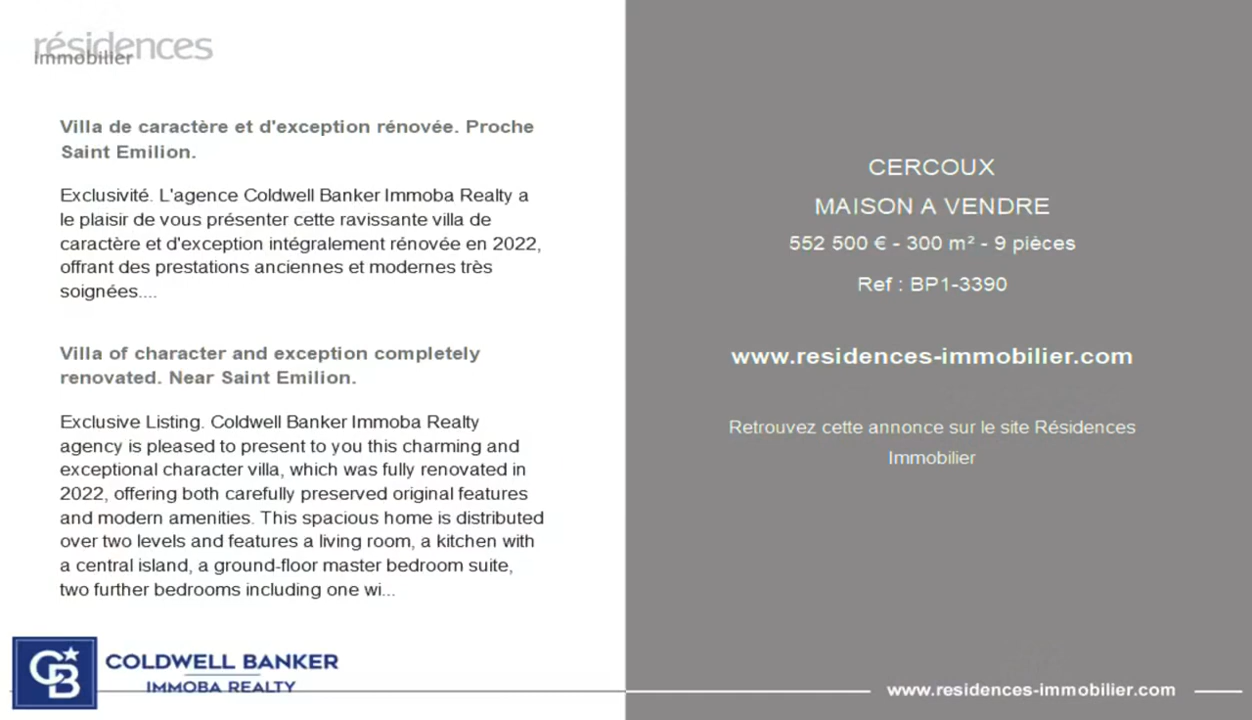 résidences
immobilier
Villa de caractère et d'exception rénovée. Proche
Saint Emilion.
Exclusivité. L'agence Coldwell Banker Immoba Realty a
le plaisir de vous présenter cette ravissante villa de
caractère et d'exception intégralement rénovée en 2022,
offrant des prestations anciennes et modernes très
soignées....
Villa of character and exception completely
renovated. Near Saint Emilion.
Exclusive Listing. Coldwell Banker Immoba Realty
agency is pleased to present to you this charming and
exceptional character villa, which was fully renovated in
2022, offering both carefully preserved original features
and modern amenities. This spacious home is distributed
over two levels and features a living room, a kitchen with
a central island, a ground-floor master bedroom suite,
two further bedrooms including one wi...
CB
COLDWELL BANKER
IMMOBA REALTY
CERCOUX
MAISON A VENDRE
552 500 € - 300 m² - 9 pièces
Ref : BP1-3390
www.residences-immobilier.com
Retrouvez cette annonce sur le site Résidences
Immobilier
www.residences-immobilier.com